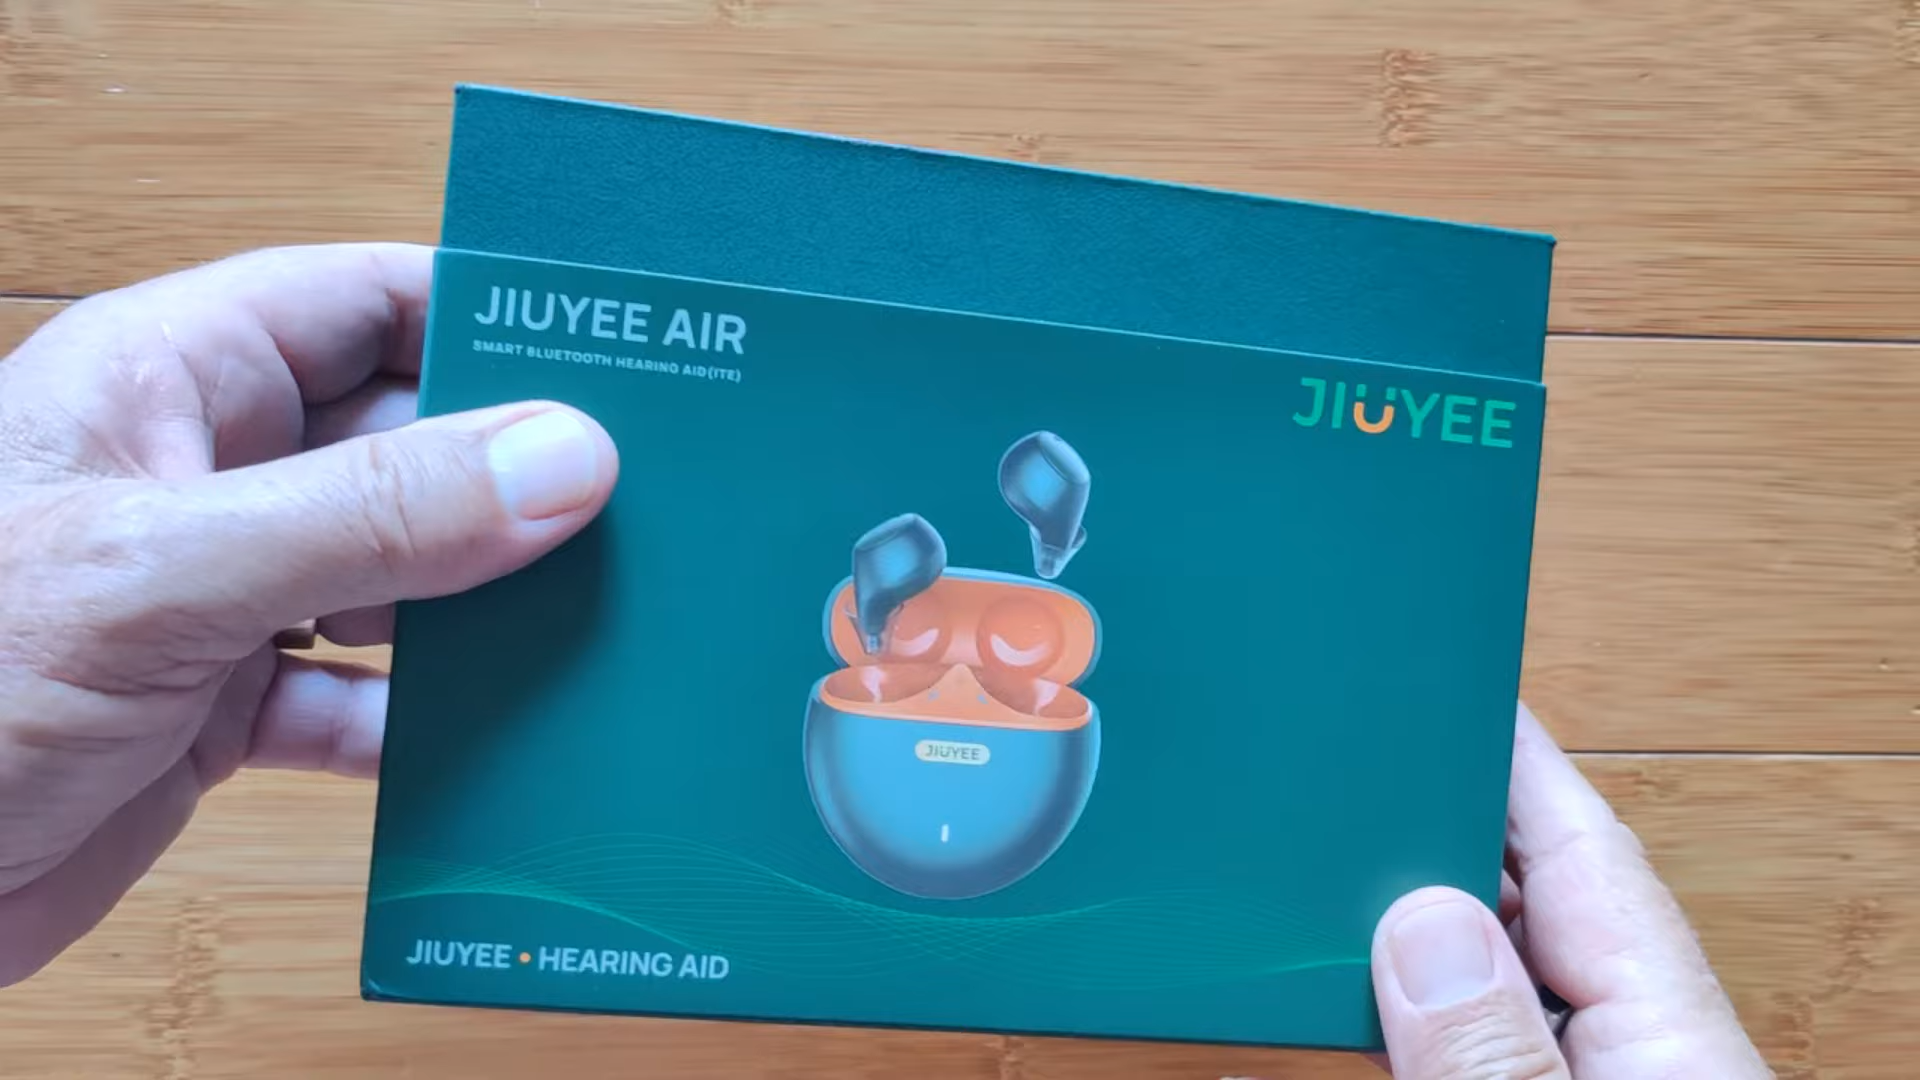 JIUYEE AIR
SMART BLUETOOTH HEARING AID(ITE)
JIUYEE
JIUYEE
JIUYEE • HEARING AID